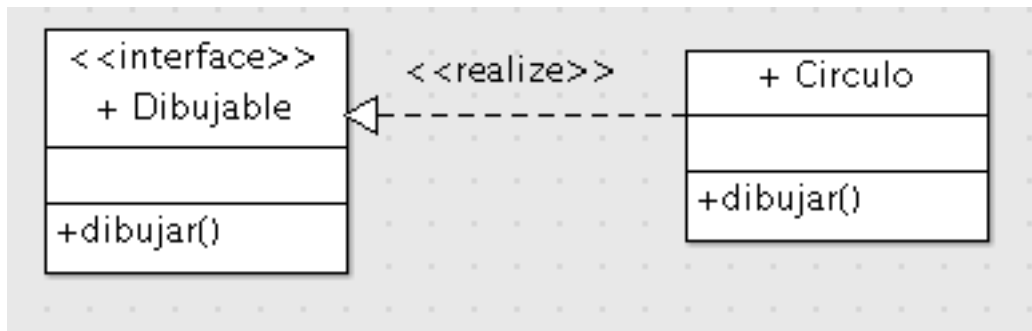 <<interface>>
+ Dibujable
+dibujar()
<<realize>>
+ Circulo
+dibujar()